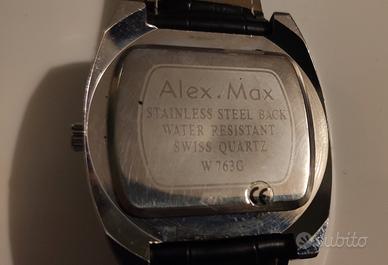 Alex.Max
STAINLESS STEEL BACK
WATER RESISTANT
SWISS QUARTZ
W 763G
CE
subito